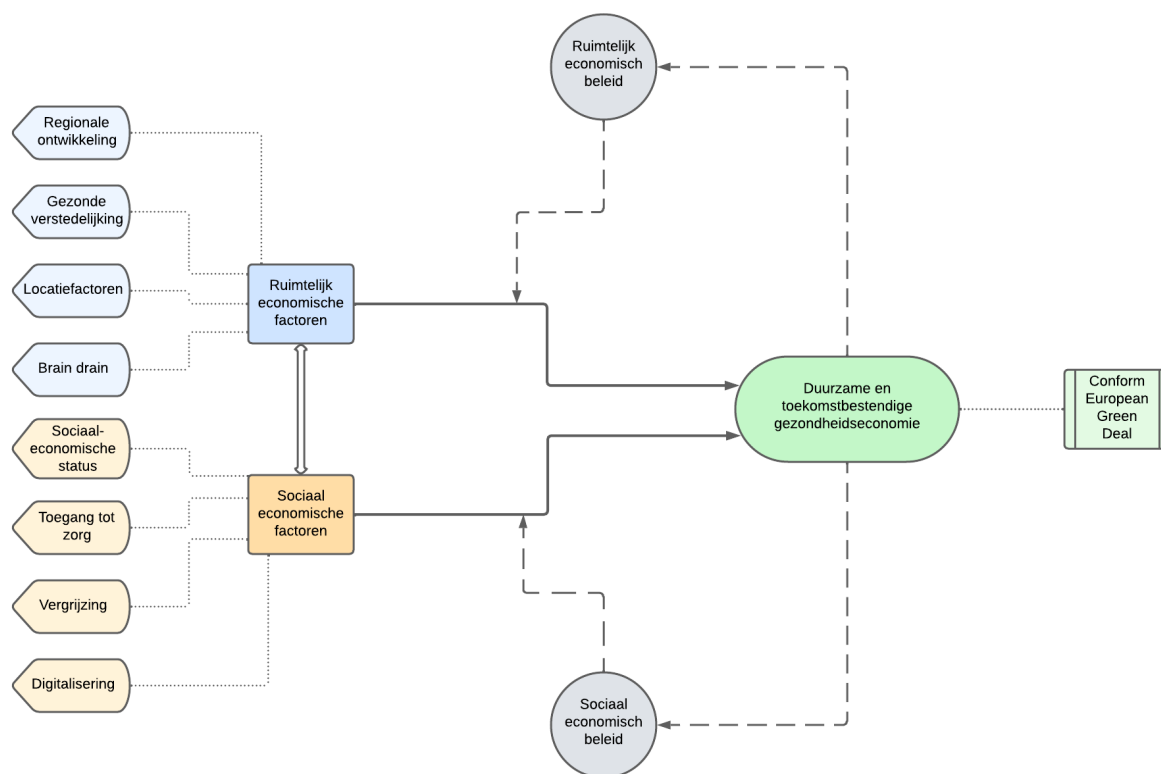 Ruimtelijk
economisch
beleid
Regionale
ontwikkeling
Gezonde
verstedelijking
Locatiefactoren
Brain drain
Ruimtelijk
economische
factoren
Sociaal-
economische
status
Toegang tot
zorg
Vergrijzing
Digitalisering
Sociaal
economische
factoren
Duurzame en
toekomstbestendige
gezondheidseconomie
Conform
European
Green
Deal
Sociaal
economisch
beleid